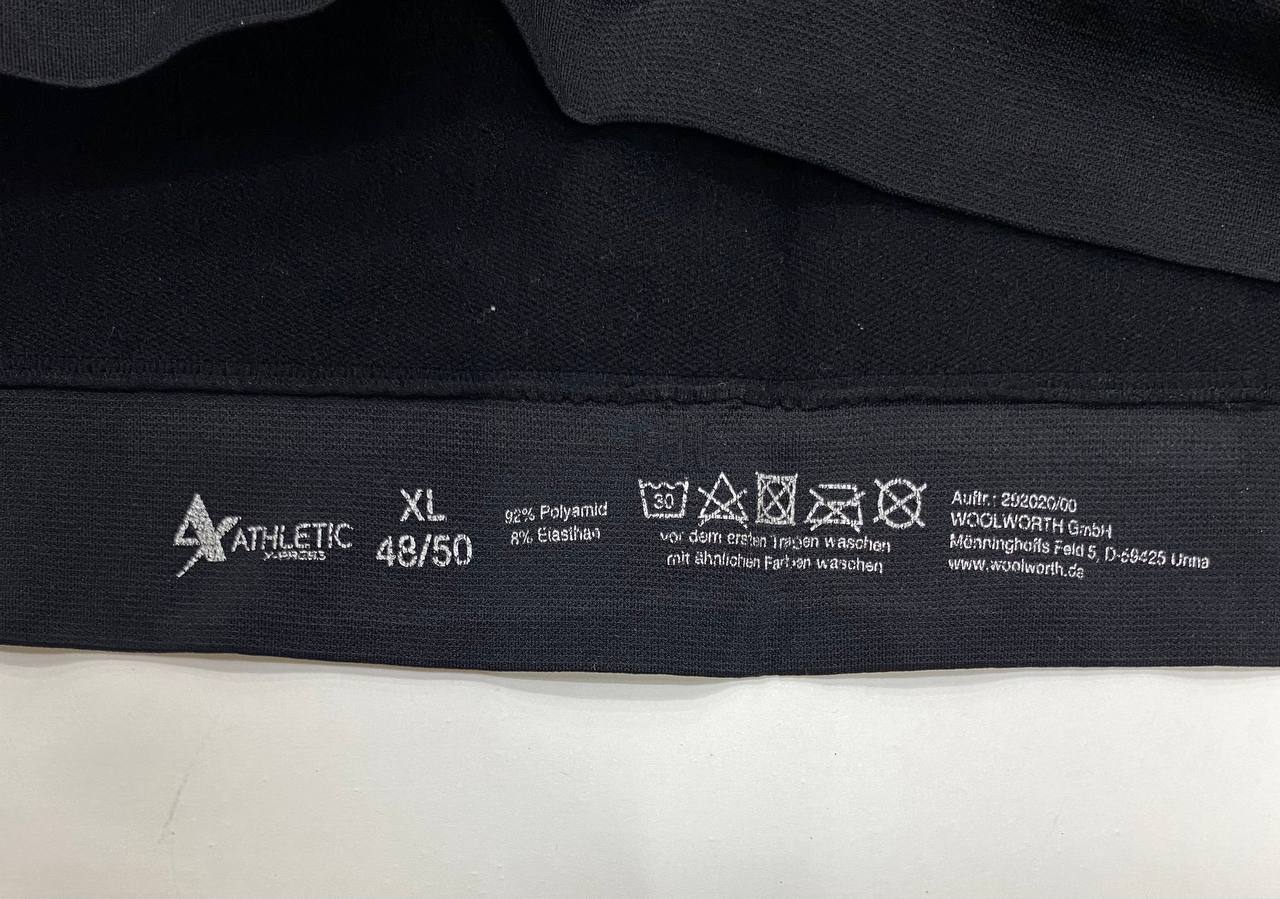 AX ATHLETIC
X-PRESS
XL
48/50
92% Polyamid
8% Elasthan
30
vor dem ersten Tragen waschen
mit ähnlichen Farben waschen
Auftr.: 292020/00
WOOLWORTH GmbH
Mönninghoffs Feld 5, D-59425 Unna
www.woolworth.de